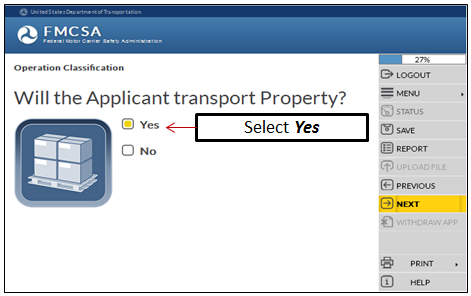 United States Department of Transportation
FMCSA
Federal Motor Carrier Safety Administration
Operation Classification
Will the Applicant transport Property?
Yes
Select Yes
No
27%
LOGOUT
MENU
STATUS
SAVE
REPORT
UPLOAD FILE
PREVIOUS
NEXT
WITHDRAW APP
PRINT
HELP